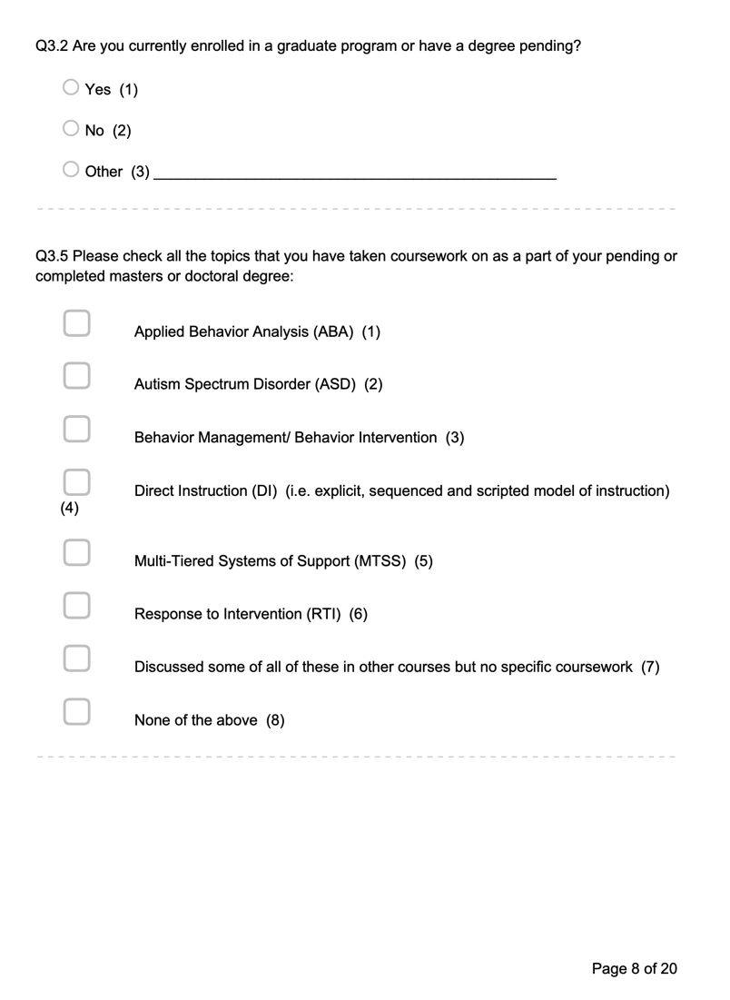 Q3.2 Are you currently enrolled in a graduate program or have a degree pending?
Yes (1)
No (2)
Other (3) ________________________________________________
Q3.5 Please check all the topics that you have taken coursework on as a part of your pending or
completed masters or doctoral degree:
Applied Behavior Analysis (ABA) (1)
Autism Spectrum Disorder (ASD) (2)
Behavior Management/ Behavior Intervention (3)
Direct Instruction (DI) (i.e. explicit, sequenced and scripted model of instruction)
(4)
Multi-Tiered Systems of Support (MTSS) (5)
Response to Intervention (RTI) (6)
Discussed some of all of these in other courses but no specific coursework (7)
None of the above (8)
Page 8 of 20